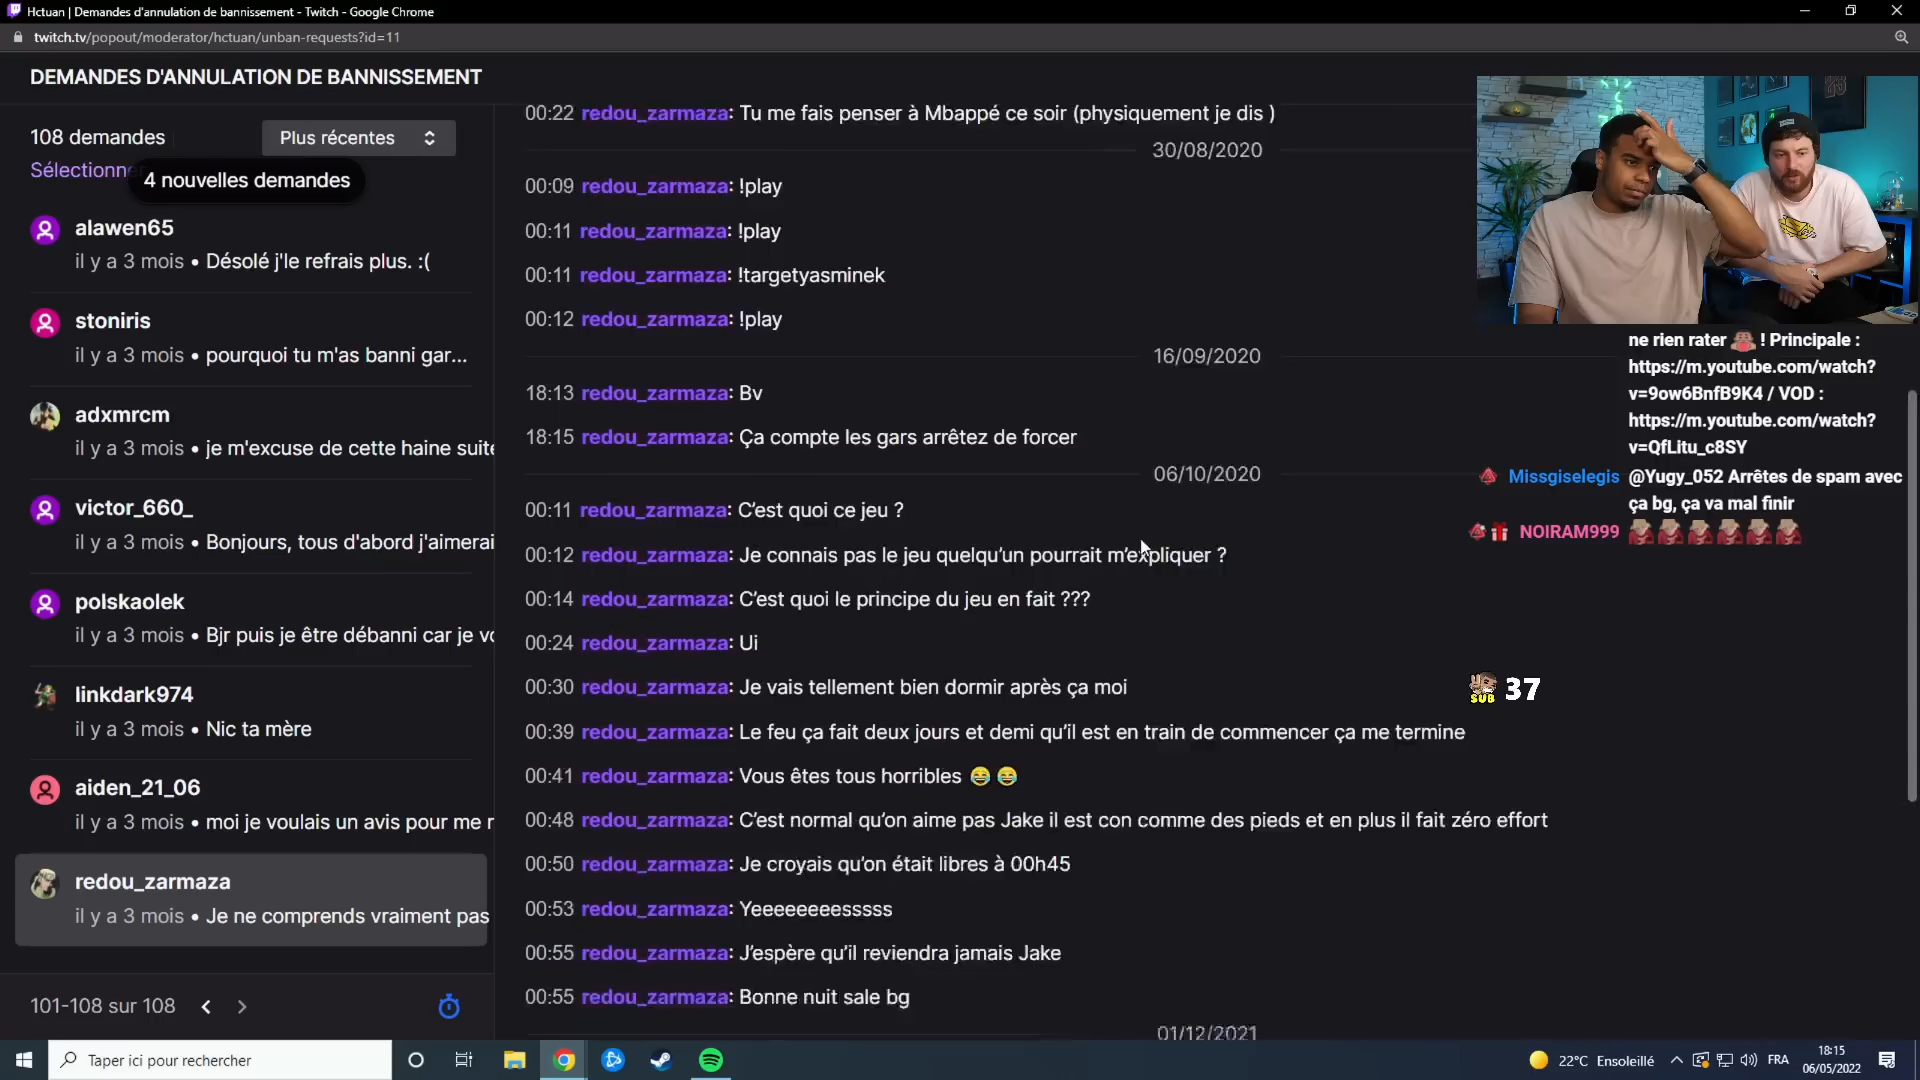 Hctuan | Demandes d'annulation de bannissement - Twitch - Google Chrome
twitch.tv/popout/moderator/hctuan/unban-requests?id=11
DEMANDES D'ANNULATION DE BANNISSEMENT
108 demandes
Plus récentes
Sélectionne
4 nouvelles demandes
alawen65
il y a 3 mois • Désolé j'le refrais plus. :(
stoniris
il y a 3 mois • pourquoi tu m'as banni gar...
adxmrcm
il y a 3 mois • je m'excuse de cette haine suite
victor_660_
il y a 3 mois • Bonjours, tous d'abord j'aimerai
polskaolek
il y a 3 mois • Bjr puis je être débanni car je vo
linkdark974
il y a 3 mois • Nic ta mère
aiden_21_06
il y a 3 mois • moi je voulais un avis pour me r
redou_zarmaza
il y a 3 mois • Je ne comprends vraiment pas
101-108 sur 108
00:22 redou_zarmaza: Tu me fais penser à Mbappé ce soir (physiquement je dis )
30/08/2020
00:09 redou_zarmaza: !play
00:11 redou_zarmaza: !play
00:11 redou_zarmaza: !targetyasminek
00:12 redou_zarmaza: !play
16/09/2020
18:13 redou_zarmaza: Bv
18:15 redou_zarmaza: Ça compte les gars arrêtez de forcer
06/10/2020
00:11 redou_zarmaza: C'est quoi ce jeu ?
00:12 redou_zarmaza: Je connais pas le jeu quelqu'un pourrait m'expliquer ?
00:14 redou_zarmaza: C'est quoi le principe du jeu en fait ???
00:24 redou_zarmaza: Ui
00:30 redou_zarmaza: Je vais tellement bien dormir après ça moi
00:39 redou_zarmaza: Le feu ça fait deux jours et demi qu'il est en train de commencer ça me termine
00:41 redou_zarmaza: Vous êtes tous horribles 😂 😂
00:48 redou_zarmaza: C'est normal qu'on aime pas Jake il est con comme des pieds et en plus il fait zéro effort
00:50 redou_zarmaza: Je croyais qu'on était libres à 00h45
00:53 redou_zarmaza: Yeeeeeeeesssss
00:55 redou_zarmaza: J'espère qu'il reviendra jamais Jake
00:55 redou_zarmaza: Bonne nuit sale bg
01/12/2021
ne rien rater ! Principale :
https://m.youtube.com/watch?
v=9ow6BnfB9K4 / VOD :
https://m.youtube.com/watch?
v=QfLitu_c8SY
Missgiselegis @Yugy_052 Arrêtes de spam avec
ça bg, ça va mal finir
NOIRAM999
SUB 37
Taper ici pour rechercher
22°C Ensoleillé
FRA
18:15
06/05/2022